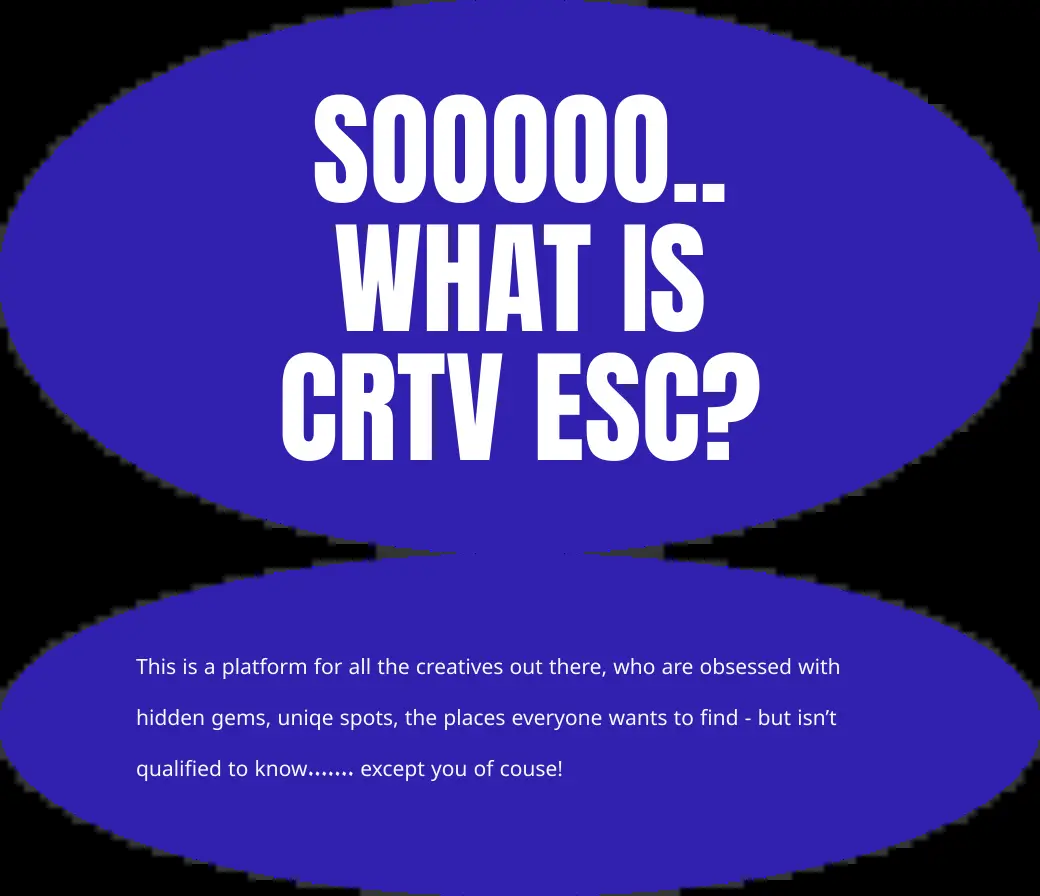 SOOOOO..
WHAT IS
CRTV ESC?
This is a platform for all the creatives out there, who are obsessed with
hidden gems, uniqe spots, the places everyone wants to find - but isn’t
qualified to know....... except you of couse!